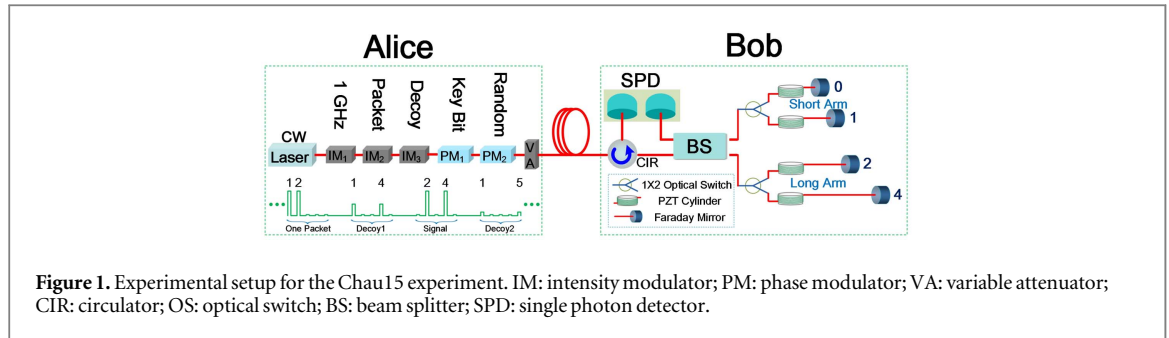 Alice
Bob
1 GHz
Packet
Decoy
Key Bit
Random
CW
Laser
IM1
IM2
IM3
PM1
PM2
V
A
1 2
1 4
2 4
1 5
One Packet
Decoy1
Signal
Decoy2
SPD
CIR
BS
1X2 Optical Switch
PZT Cylinder
Faraday Mirror
0
Short Arm
1
2
Long Arm
4
Figure 1. Experimental setup for the Chau15 experiment. IM: intensity modulator; PM: phase modulator; VA: variable attenuator;
CIR: circulator; OS: optical switch; BS: beam splitter; SPD: single photon detector.